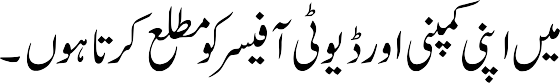 میں اپنی کمپنی اور ڈیوٹی آفیسر کو مطلع کرتا ہوں۔